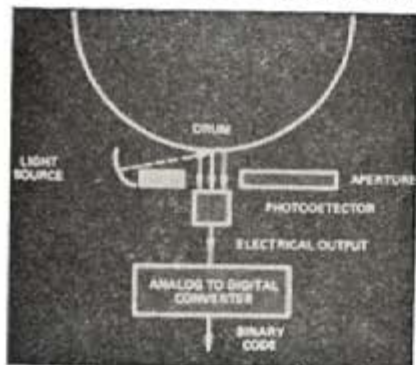 DRUM
LIGHT
SOURCE
APERTURE
PHOTODETECTOR
ELECTRICAL OUTPUT
ANALOG TO DIGITAL
CONVERTER
BINARY
CODE